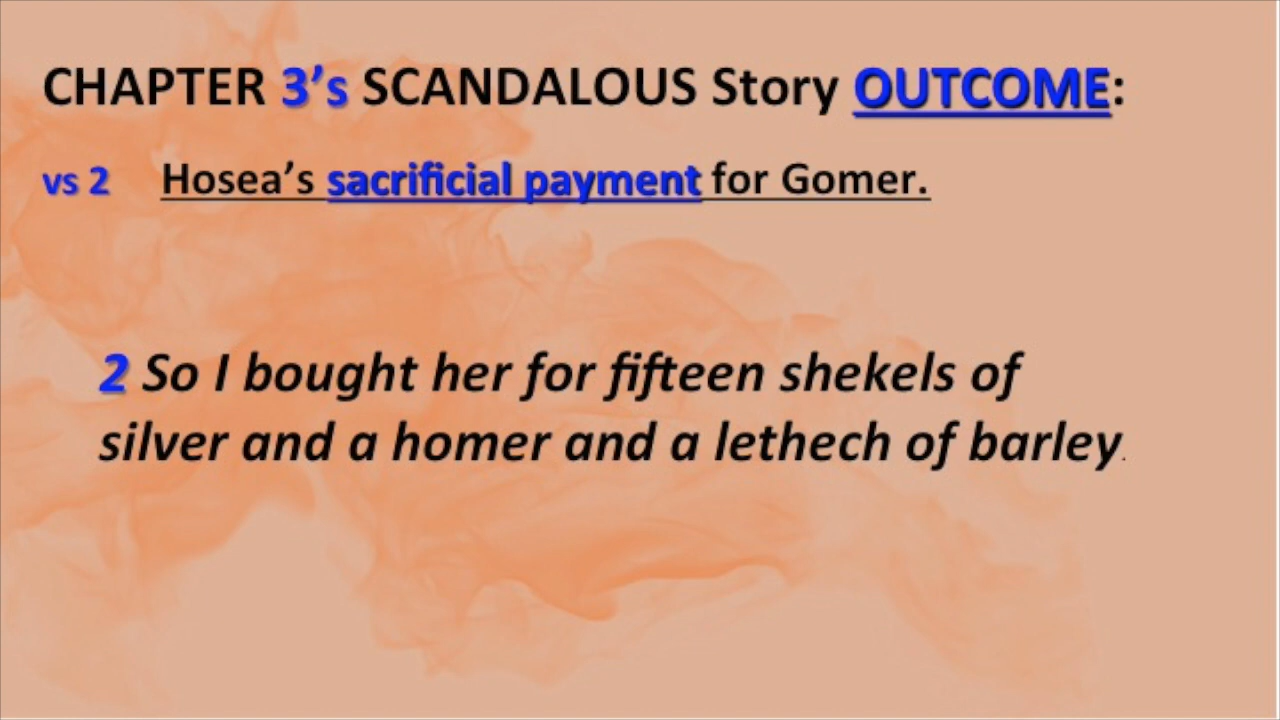 CHAPTER 3’s SCANDALOUS Story OUTCOME:
vs 2 Hosea’s sacrificial payment for Gomer.
2 So I bought her for fifteen shekels of
silver and a homer and a lethech of barley.